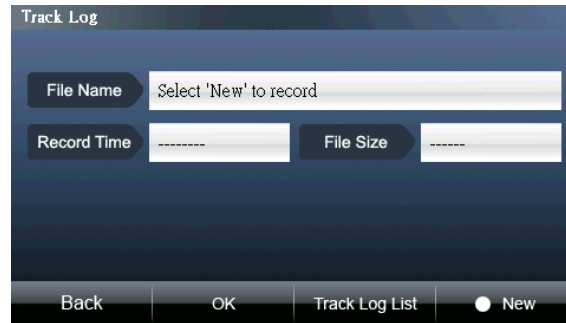 Track Log
File Name Select 'New' to record
Record Time -------- File Size ------
Back OK Track Log List New